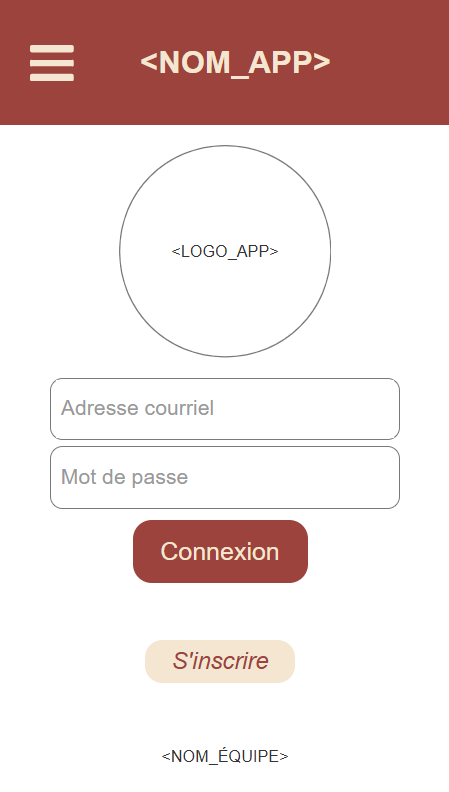 <NOM_APP>
<LOGO_APP>
Adresse courriel
Mot de passe
Connexion
S'inscrire
<NOM_ÉQUIPE>